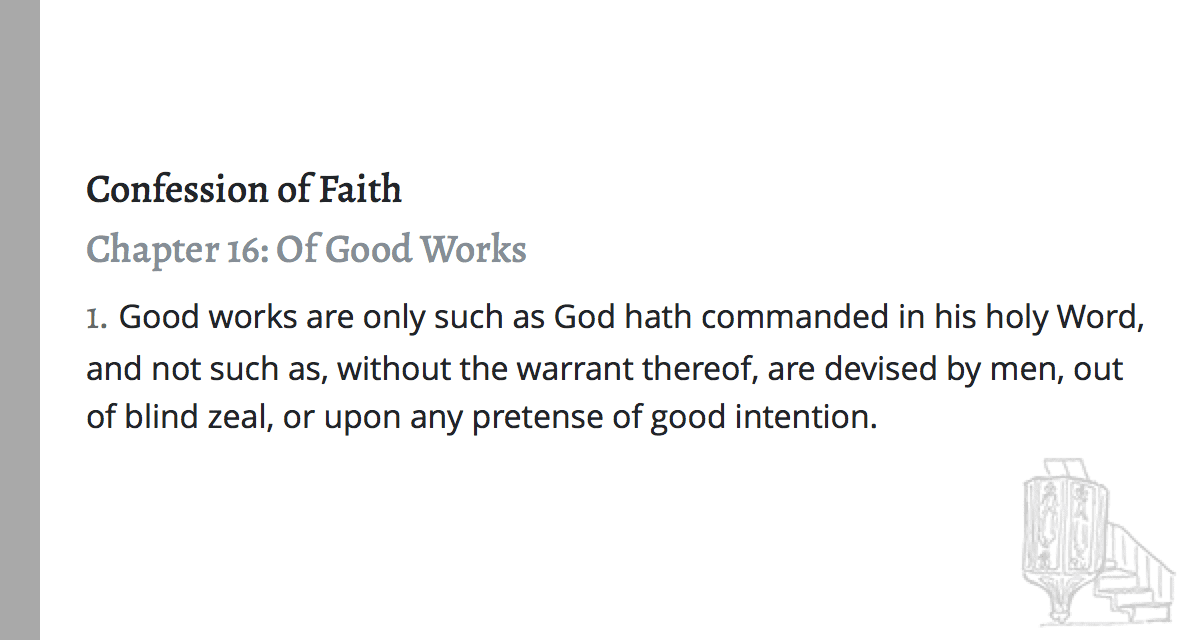 Confession of Faith
Chapter 16: Of Good Works
1. Good works are only such as God hath commanded in his holy Word,
and not such as, without the warrant thereof, are devised by men, out
of blind zeal, or upon any pretense of good intention.